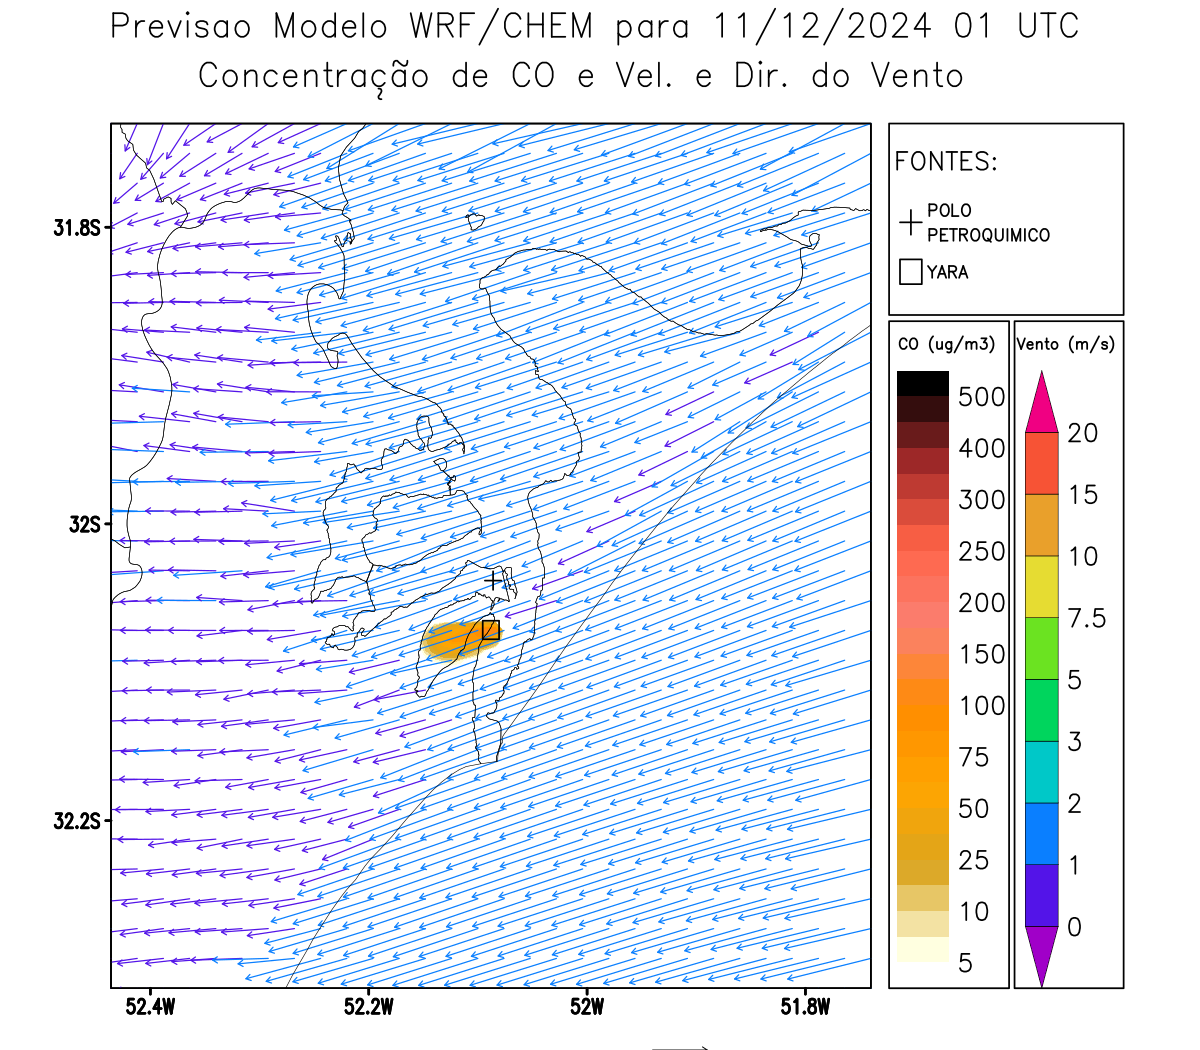 Previsao Modelo WRF/CHEM para 11/12/2024 01 UTC
Concentração de CO e Vel. e Dir. do Vento
FONTES:
POLO
PETROQUIMICO
YARA
CO (ug/m3)
500
400
300
250
200
150
100
75
50
25
10
5
Vento (m/s)
20
15
10
7.5
5
3
2
1
0
31.8S
32S
32.2S
52.4W
52.2W
52W
51.8W